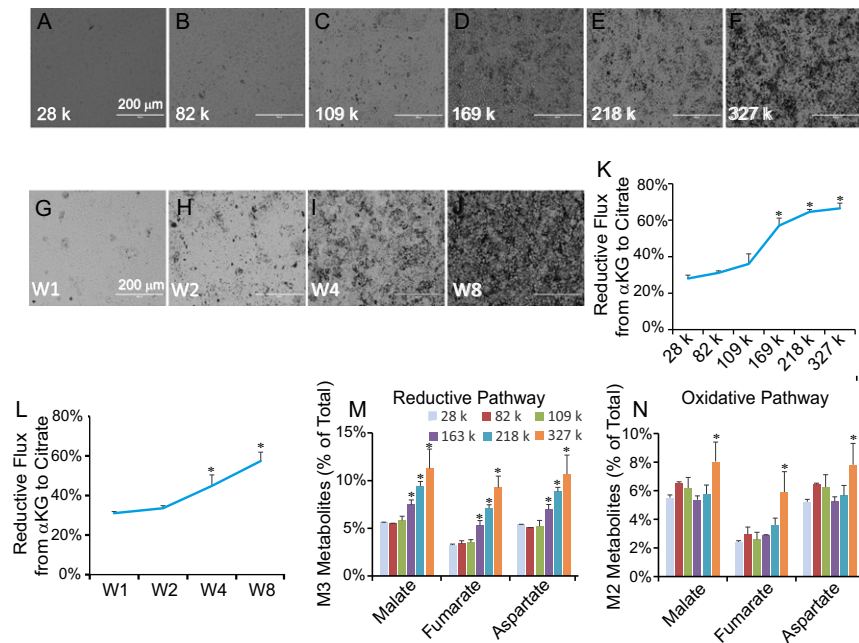 A
B
C
D
E
F
28 k
200 µm
82 k
109 k
169 k
218 k
327 k
G
H
I
J
W1
200 µm
W2
W4
W8
K
Reductive Flux
from αKG to Citrate
80%
60%
40%
20%
0%
* * *
28 k
82 k
109 k
169 k
218 k
327 k
L
Reductive Flux
from αKG to Citrate
80%
60%
40%
20%
0%
* *
W1
W2
W4
W8
M
Reductive Pathway
28 k 82 k 109 k
163 k 218 k 327 k
M3 Metabolites (% of Total)
15%
10%
5%
0%
* * * * * * * * *
Malate
Fumarate
Aspartate
N
Oxidative Pathway
M2 Metabolites (% of Total)
10%
8%
6%
4%
2%
0%
* * *
Malate
Fumarate
Aspartate